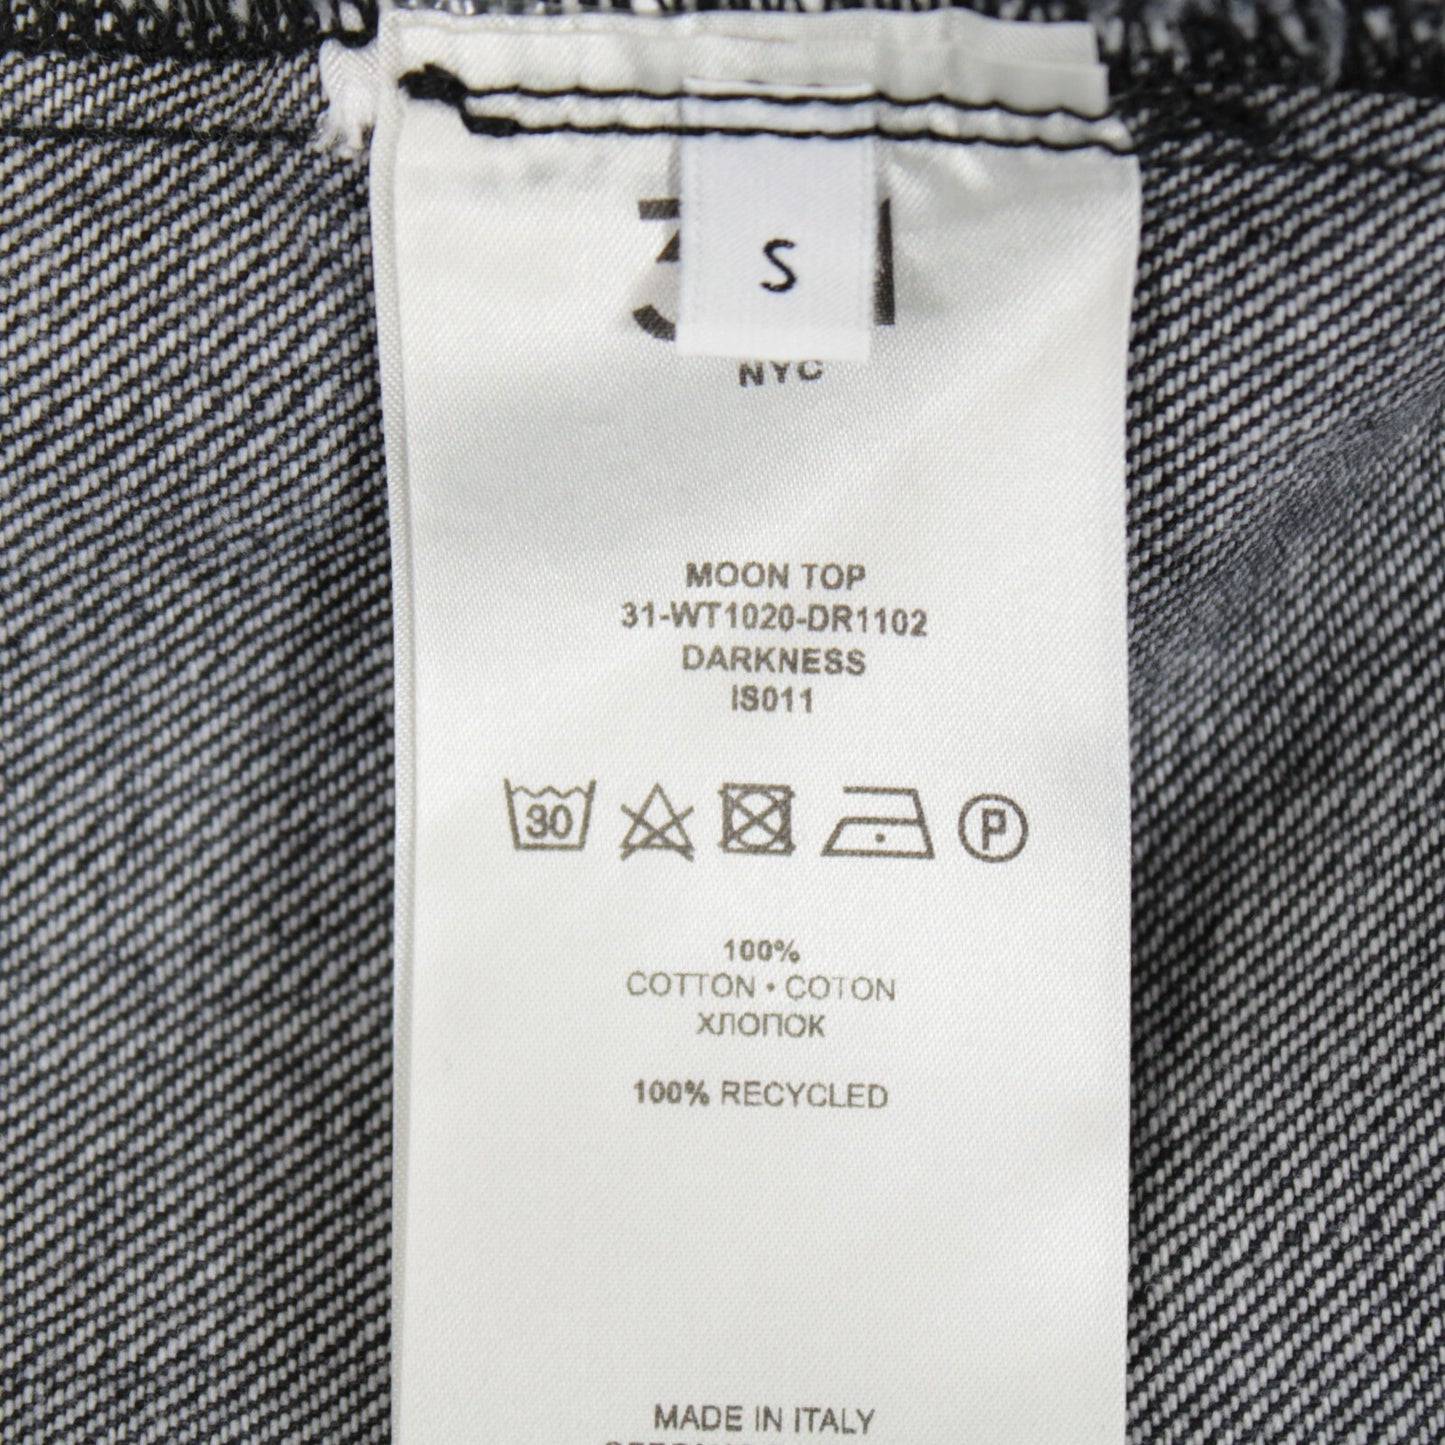 S
NYC
MOON TOP
31-WT1020-DR1102
DARKNESS
IS011
30
P
100%
COTTON • COTON
ХЛОПОК
100% RECYCLED
MADE IN ITALY